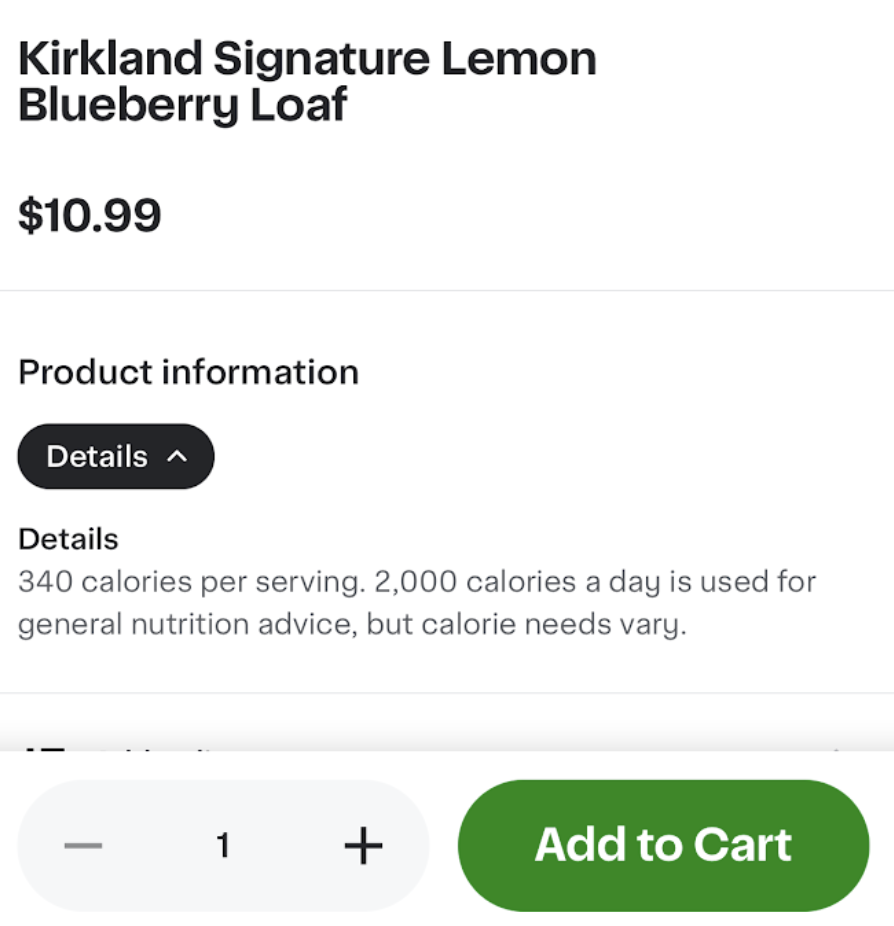 Kirkland Signature Lemon
Blueberry Loaf
$10.99
Product information
Details
Details
340 calories per serving. 2,000 calories a day is used for
general nutrition advice, but calorie needs vary.
1
Add to Cart